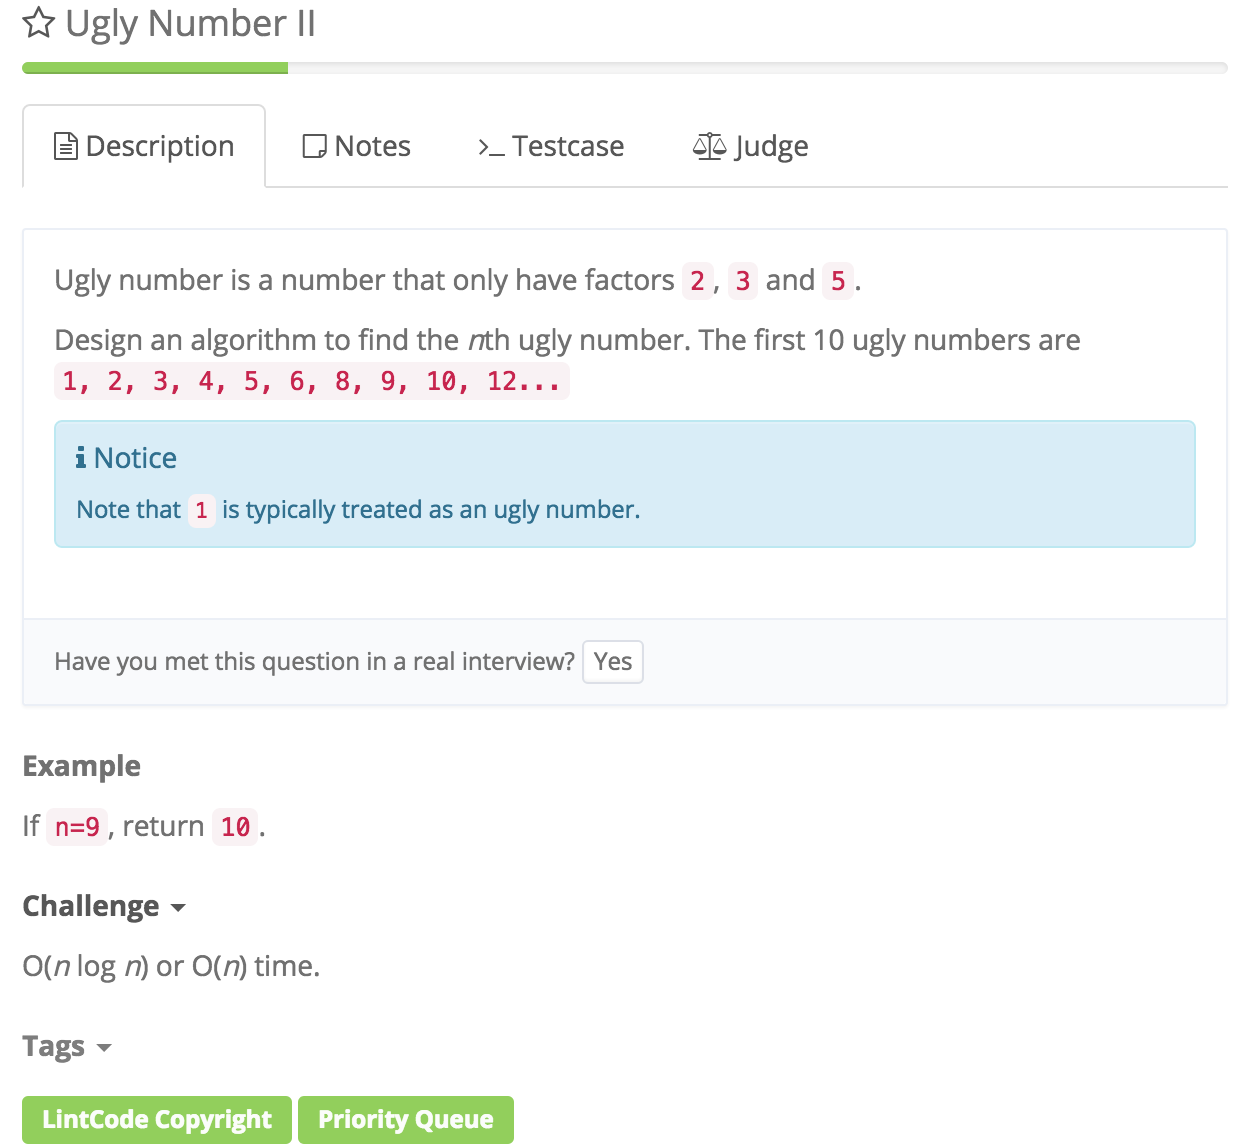 Ugly Number II
Description Notes Testcase Judge
Ugly number is a number that only have factors 2, 3 and 5.
Design an algorithm to find the nth ugly number. The first 10 ugly numbers are
1, 2, 3, 4, 5, 6, 8, 9, 10, 12...
Notice
Note that 1 is typically treated as an ugly number.
Have you met this question in a real interview? Yes
Example
If n=9, return 10.
Challenge
O(n log n) or O(n) time.
Tags
LintCode Copyright Priority Queue